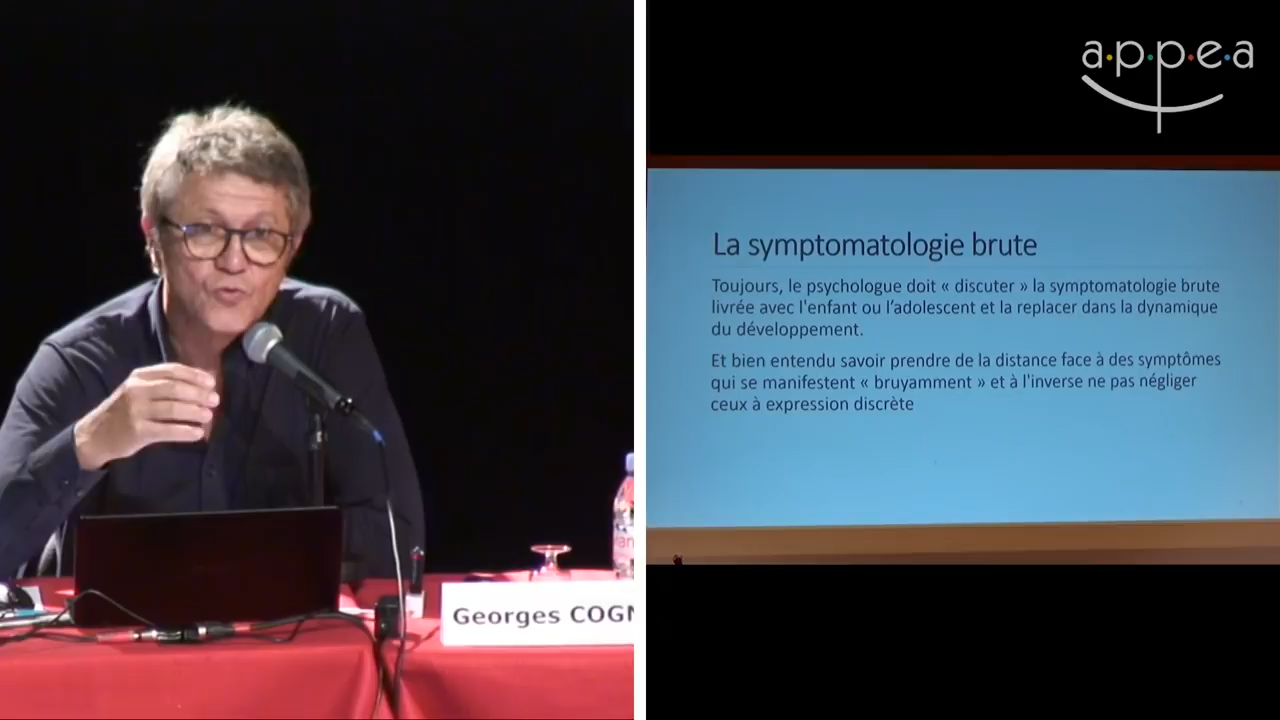 Georges COGN
a.p.p.e.a
La symptomatologie brute
Toujours, le psychologue doit « discuter » la symptomatologie brute
livrée avec l'enfant ou l’adolescent et la replacer dans la dynamique
du développement.
Et bien entendu savoir prendre de la distance face à des symptômes
qui se manifestent « bruyamment » et à l'inverse ne pas négliger
ceux à expression discrète